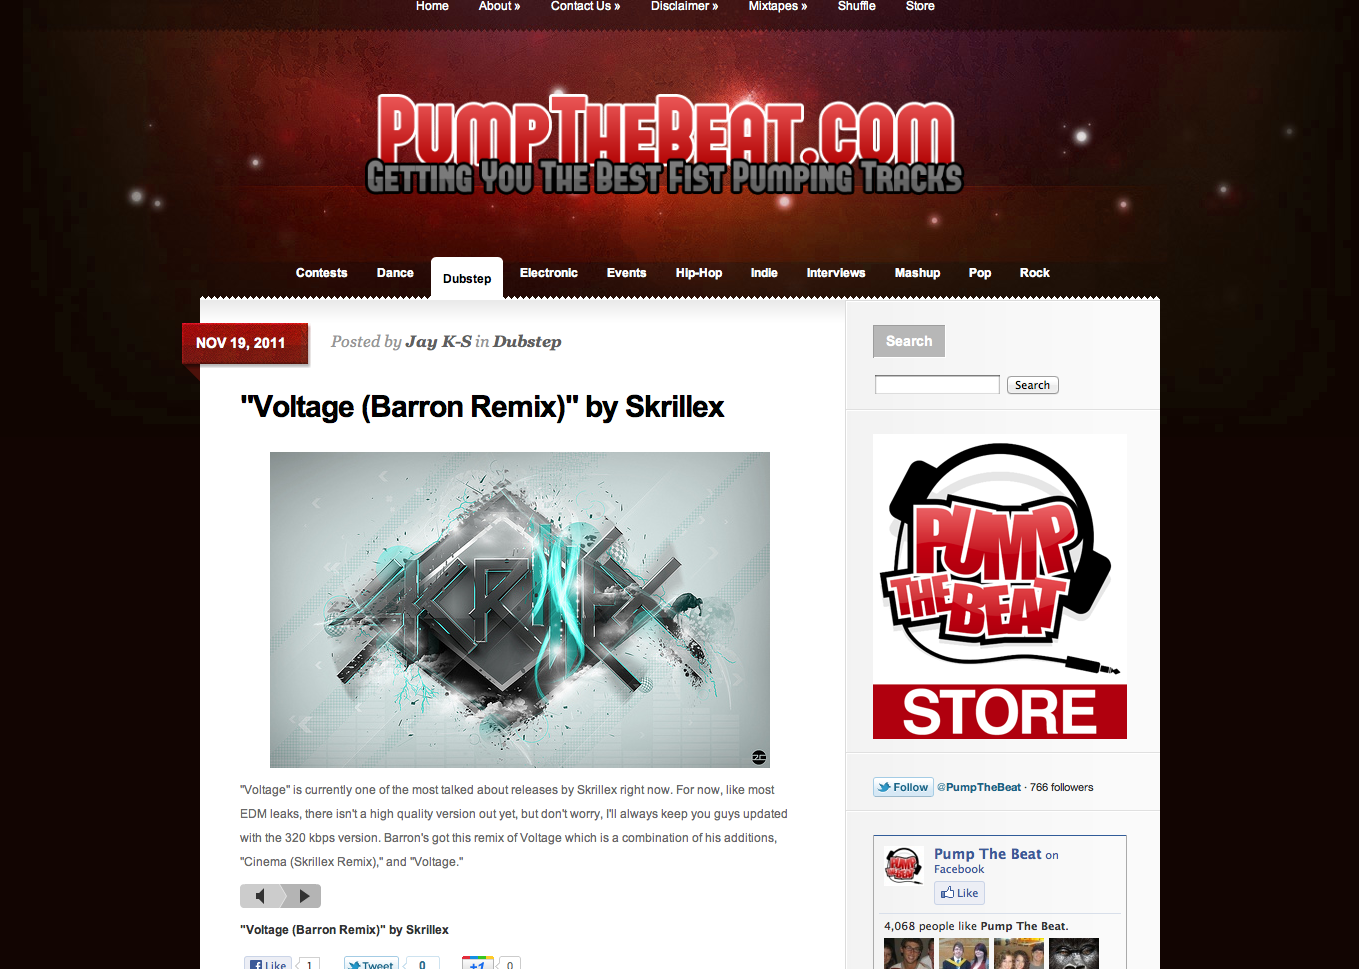 Home About » Contact Us » Disclaimer » Mixtapes » Shuffle Store
PumpTheBeat.com
Getting You The Best Fist Pumping Tracks
Contests Dance Dubstep Electronic Events Hip-Hop Indie Interviews Mashup Pop Rock
NOV 19, 2011
Posted by Jay K-S in Dubstep
"Voltage (Barron Remix)" by Skrillex
SKRILLEX
"Voltage" is currently one of the most talked about releases by Skrillex right now. For now, like most
EDM leaks, there isn't a high quality version out yet, but don't worry, I'll always keep you guys updated
with the 320 kbps version. Barron's got this remix of Voltage which is a combination of his additions,
"Cinema (Skrillex Remix)," and "Voltage."
"Voltage (Barron Remix)" by Skrillex
Like 1 Tweet 0 +1 0
Search
Search
PUMP
THE BEAT
STORE
Follow @PumpTheBeat · 766 followers
PUMP
THE BEAT
Pump The Beat on
Facebook
Like
4,068 people like Pump The Beat.